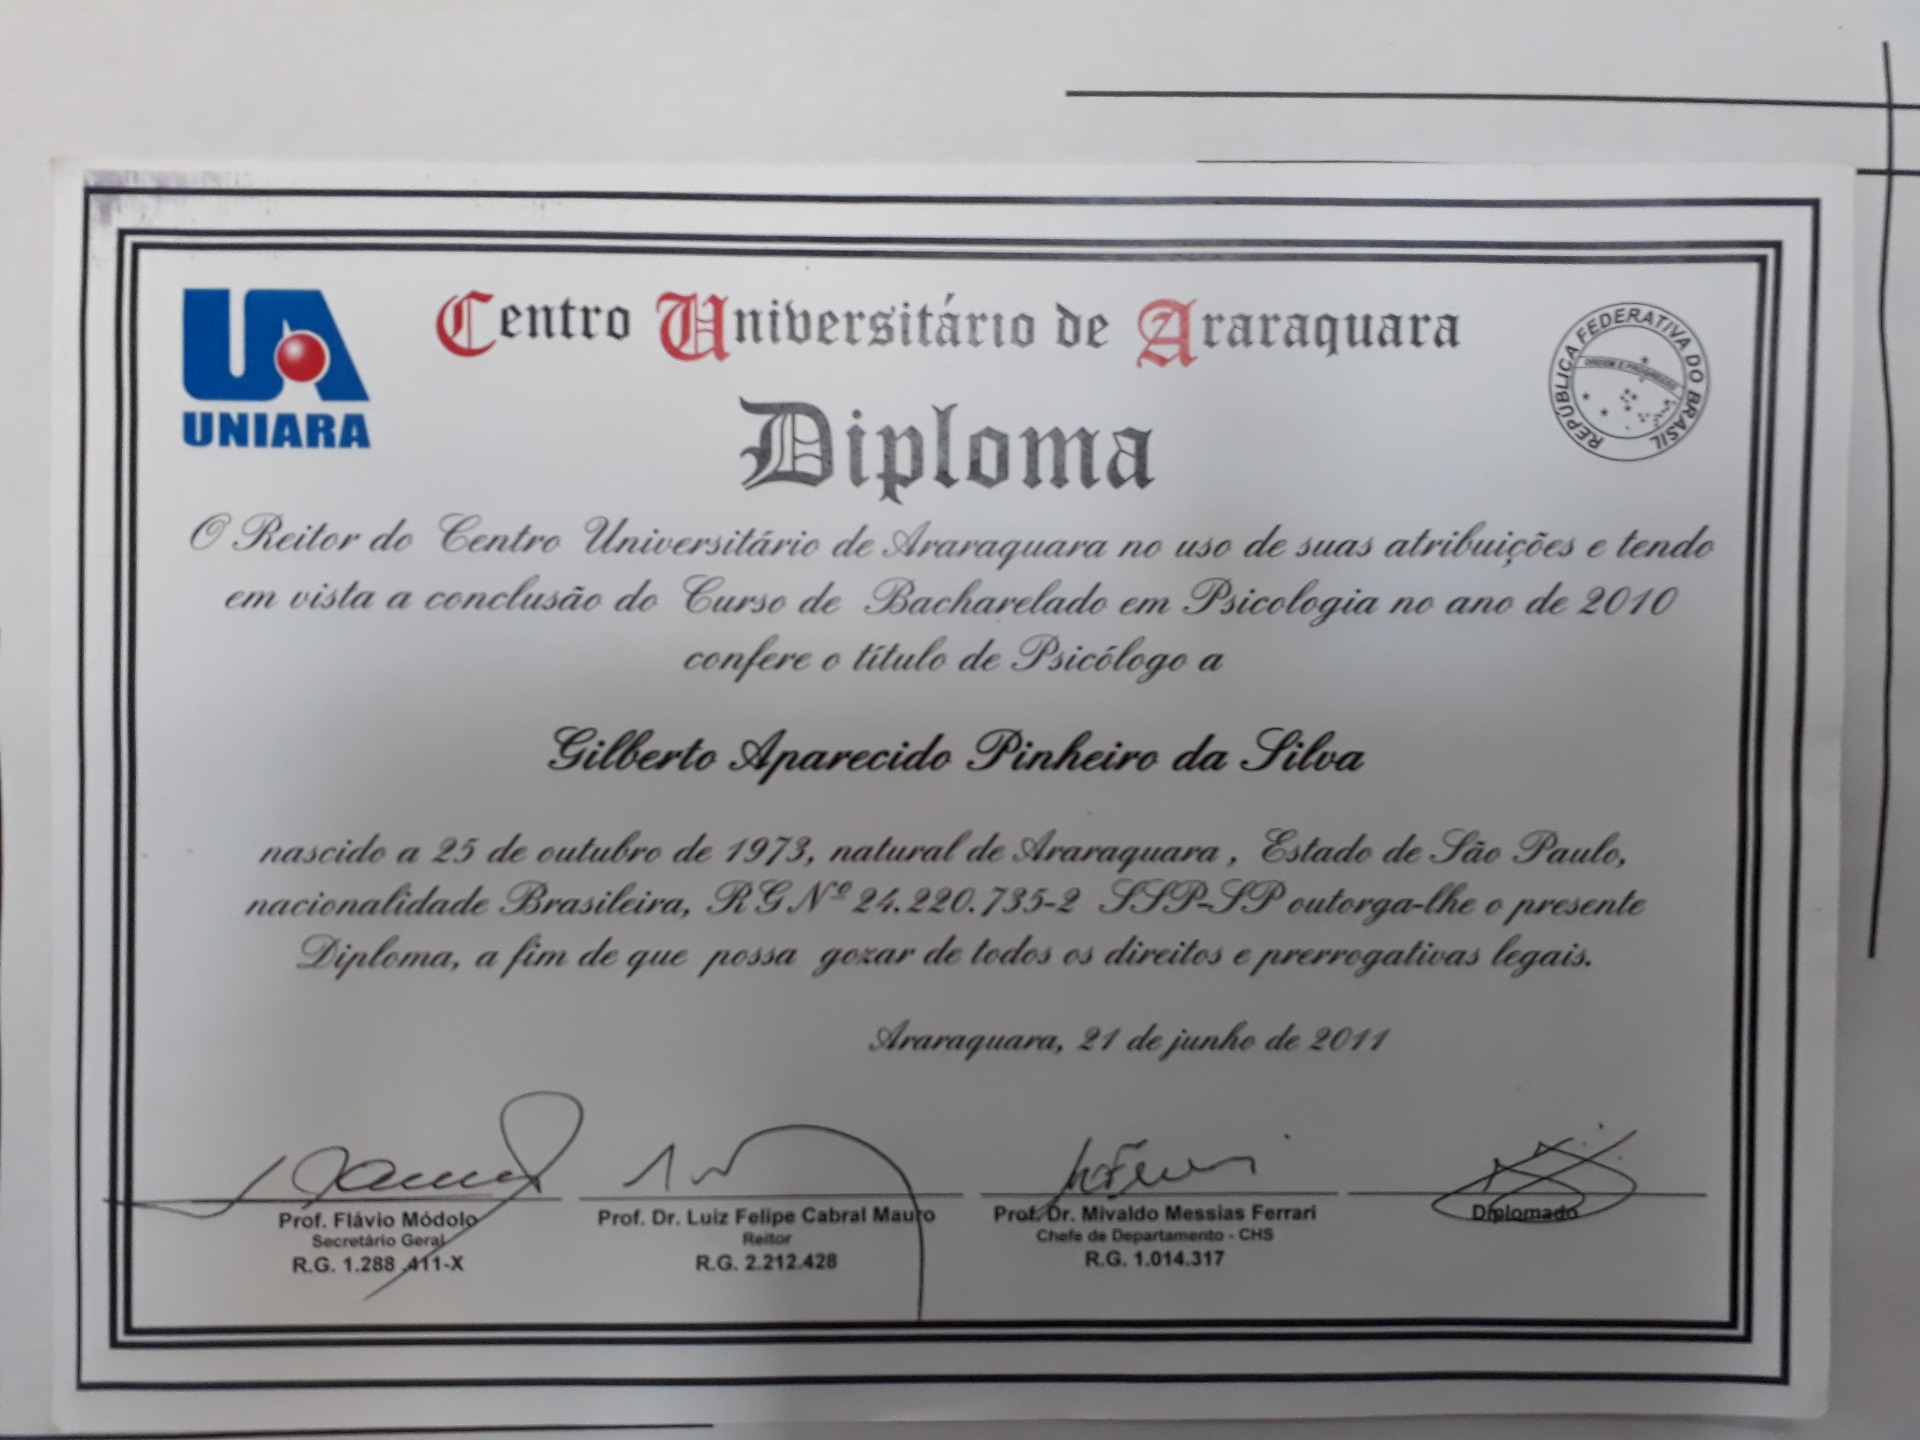 UNIARA
Centro Universitário de Araraquara
REPÚBLICA FEDERATIVA DO BRASIL
ORDEM E PROGRESSO
Diploma
O Reitor do Centro Universitário de Araraquara no uso de suas atribuições e tendo
em vista a conclusão do Curso de Bacharelado em Psicologia no ano de 2010
confere o título de Psicólogo a
Gilberto Aparecido Pinheiro da Silva
nascido a 25 de outubro de 1973, natural de Araraquara , Estado de São Paulo,
nacionalidade Brasileira, RG Nº 24.220.735-2 SSP-SP outorga-lhe o presente
Diploma, a fim de que possa gozar de todos os direitos e prerrogativas legais.
Araraquara, 21 de junho de 2011
Prof. Flávio Módolo
Secretário Geral
R.G. 1.288 .411-X
Prof. Dr. Luiz Felipe Cabral Mauro
Reitor
R.G. 2.212.428
Prof. Dr. Mivaldo Messias Ferrari
Chefe de Departamento - CHS
R.G. 1.014.317
Diplomado